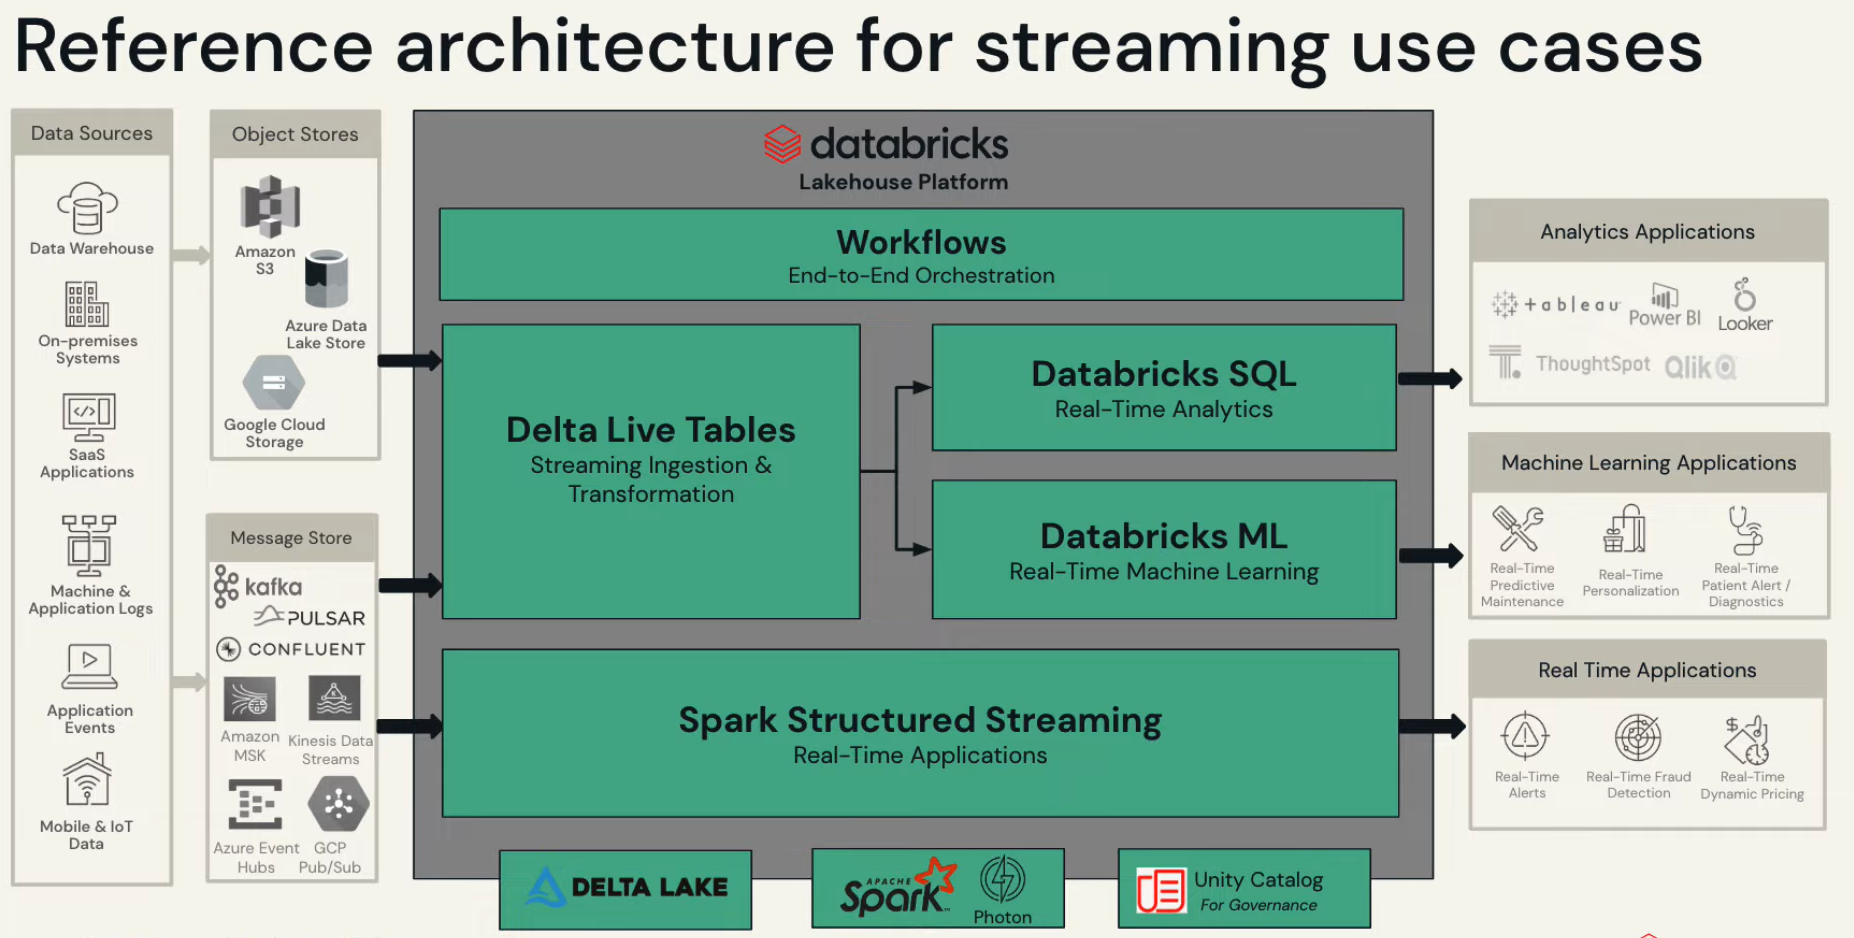 Reference architecture for streaming use cases
Data Sources
Data Warehouse
On-premises
Systems
SaaS
Applications
Machine &
Application Logs
Application
Events
Mobile & IoT
Data
Object Stores
Amazon
S3
Azure Data
Lake Store
Google Cloud
Storage
Message Store
kafka
PULSAR
CONFLUENT
Amazon
MSK
Kinesis Data
Streams
Azure Event
Hubs
GCP
Pub/Sub
databricks
Lakehouse Platform
Workflows
End-to-End Orchestration
Delta Live Tables
Streaming Ingestion &
Transformation
Databricks SQL
Real-Time Analytics
Databricks ML
Real-Time Machine Learning
Spark Structured Streaming
Real-Time Applications
DELTA LAKE
APACHE
Spark
Photon
Unity Catalog
For Governance
Analytics Applications
+ableau
Power BI
Looker
ThoughtSpot
Qlik
Machine Learning Applications
Real-Time
Predictive
Maintenance
Real-Time
Personalization
Real-Time
Patient Alert /
Diagnostics
Real Time Applications
Real-Time
Alerts
Real-Time Fraud
Detection
Real-Time
Dynamic Pricing